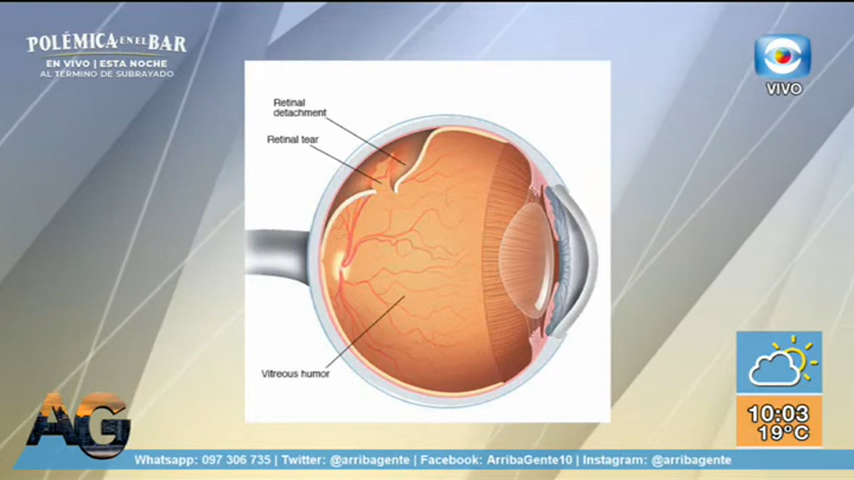 POLÉMICA EN EL BAR
EN VIVO | ESTA NOCHE
AL TÉRMINO DE SUBRAYADO
VIVO
Retinal
detachment
Retinal tear
Vitreous humor
AG
10:03
19°C
Whatsapp: 097 306 735 | Twitter: @arribagente | Facebook: ArribaGente10 | Instagram: @arribagente